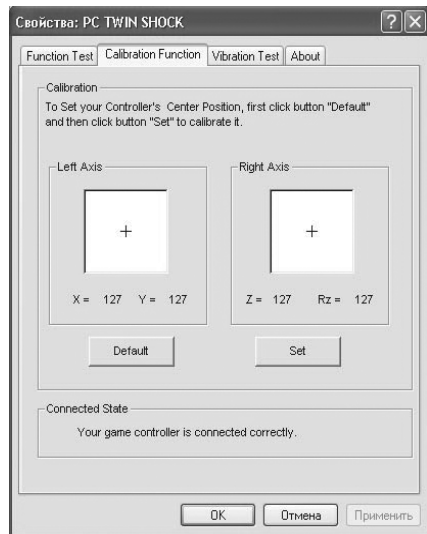 Свойства: PC TWIN SHOCK
Function Test Calibration Function Vibration Test About
Calibration
To Set your Controller's Center Position, first click button "Default"
and then click button "Set" to calibrate it.
Left Axis Right Axis
X = 127 Y = 127 Z = 127 Rz = 127
Default Set
Connected State
Your game controller is connected correctly.
OK Отмена Применить